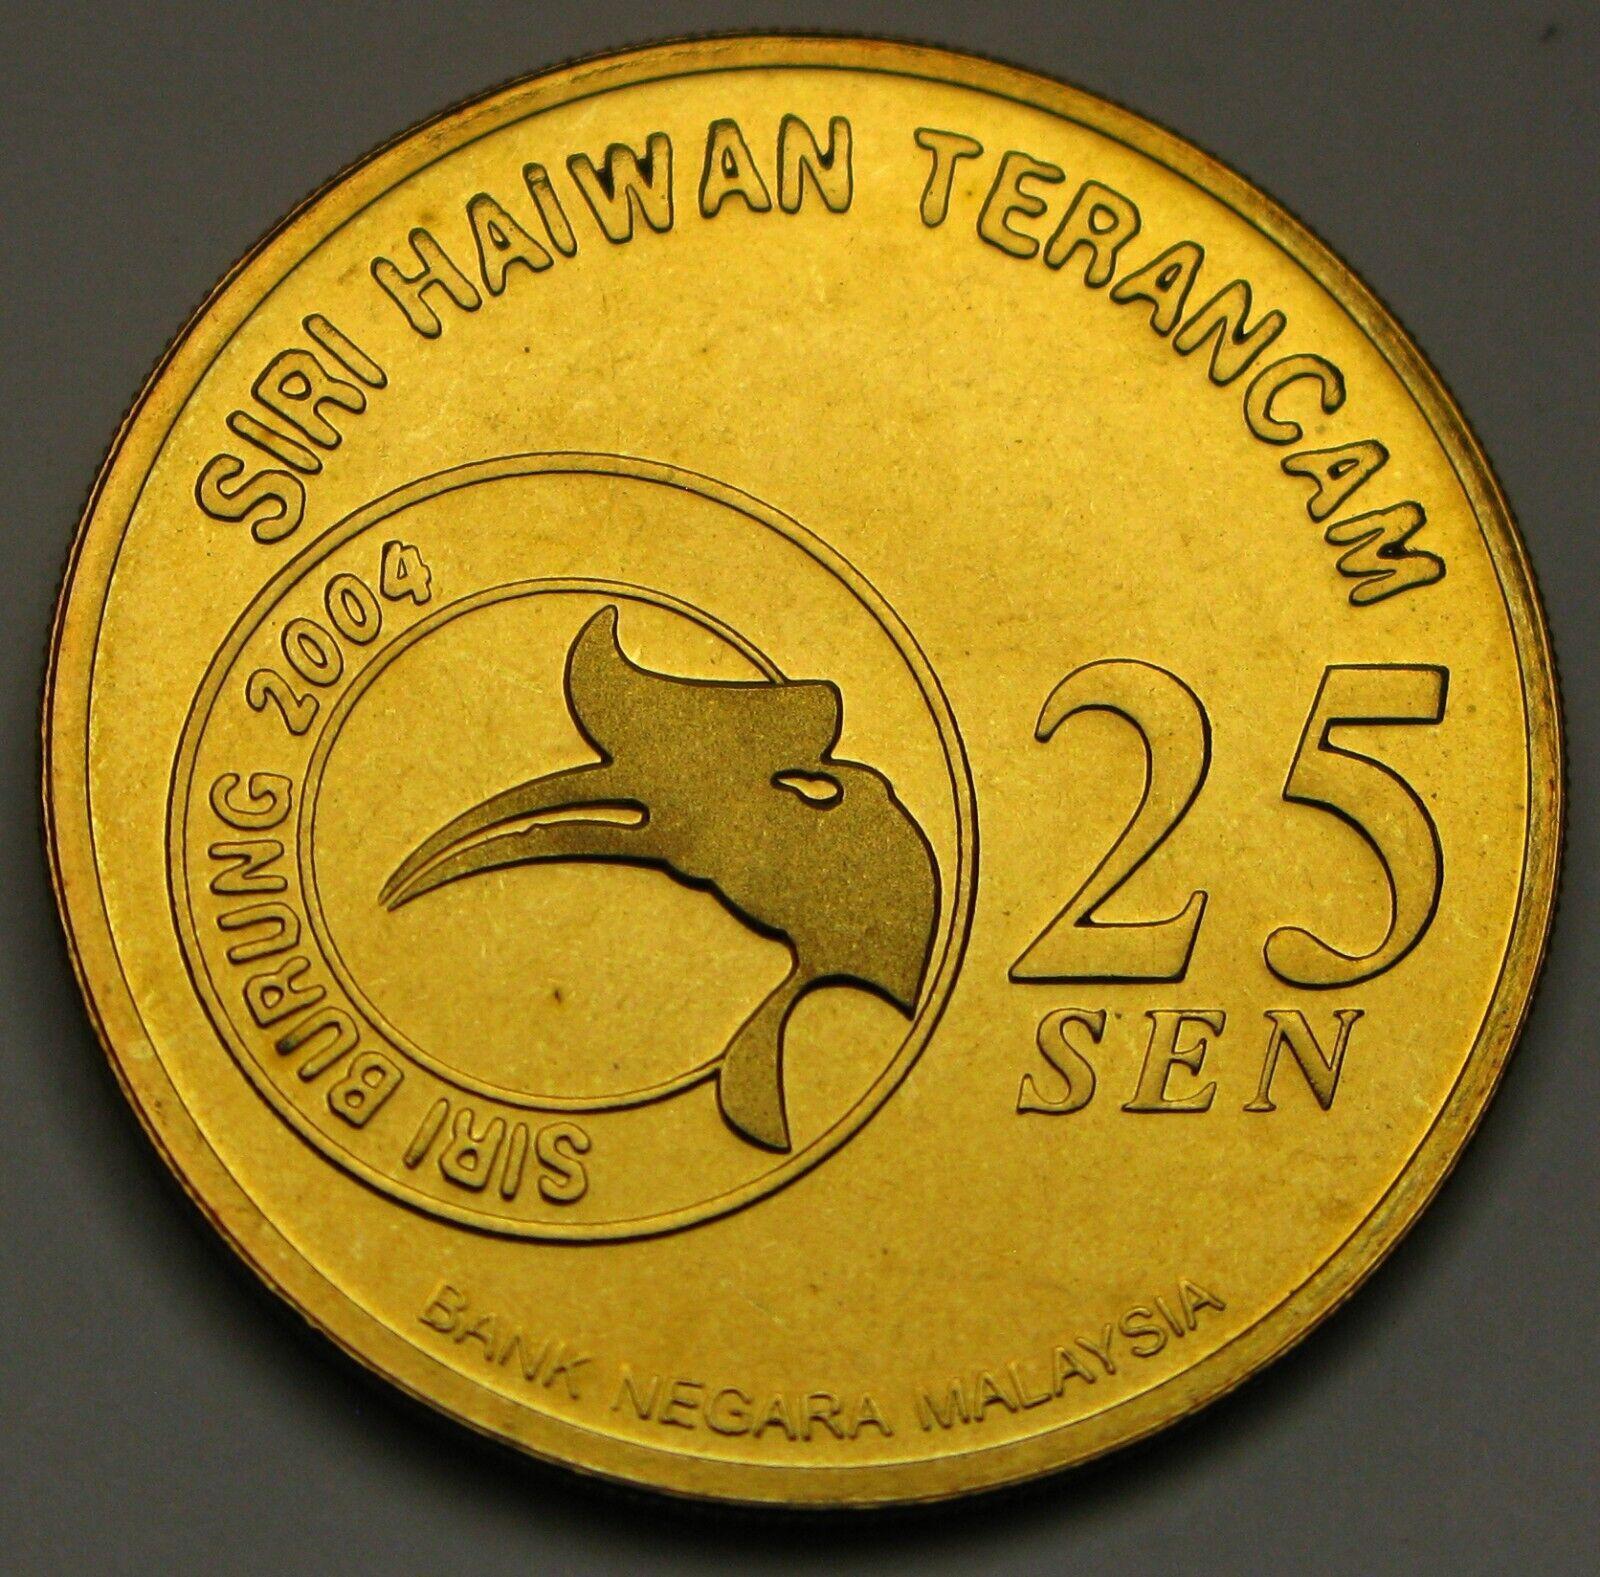 SIRI HAIWAN TERANCAM
SIRI BURUNG 2004
25
SEN
BANK NEGARA MALAYSIA